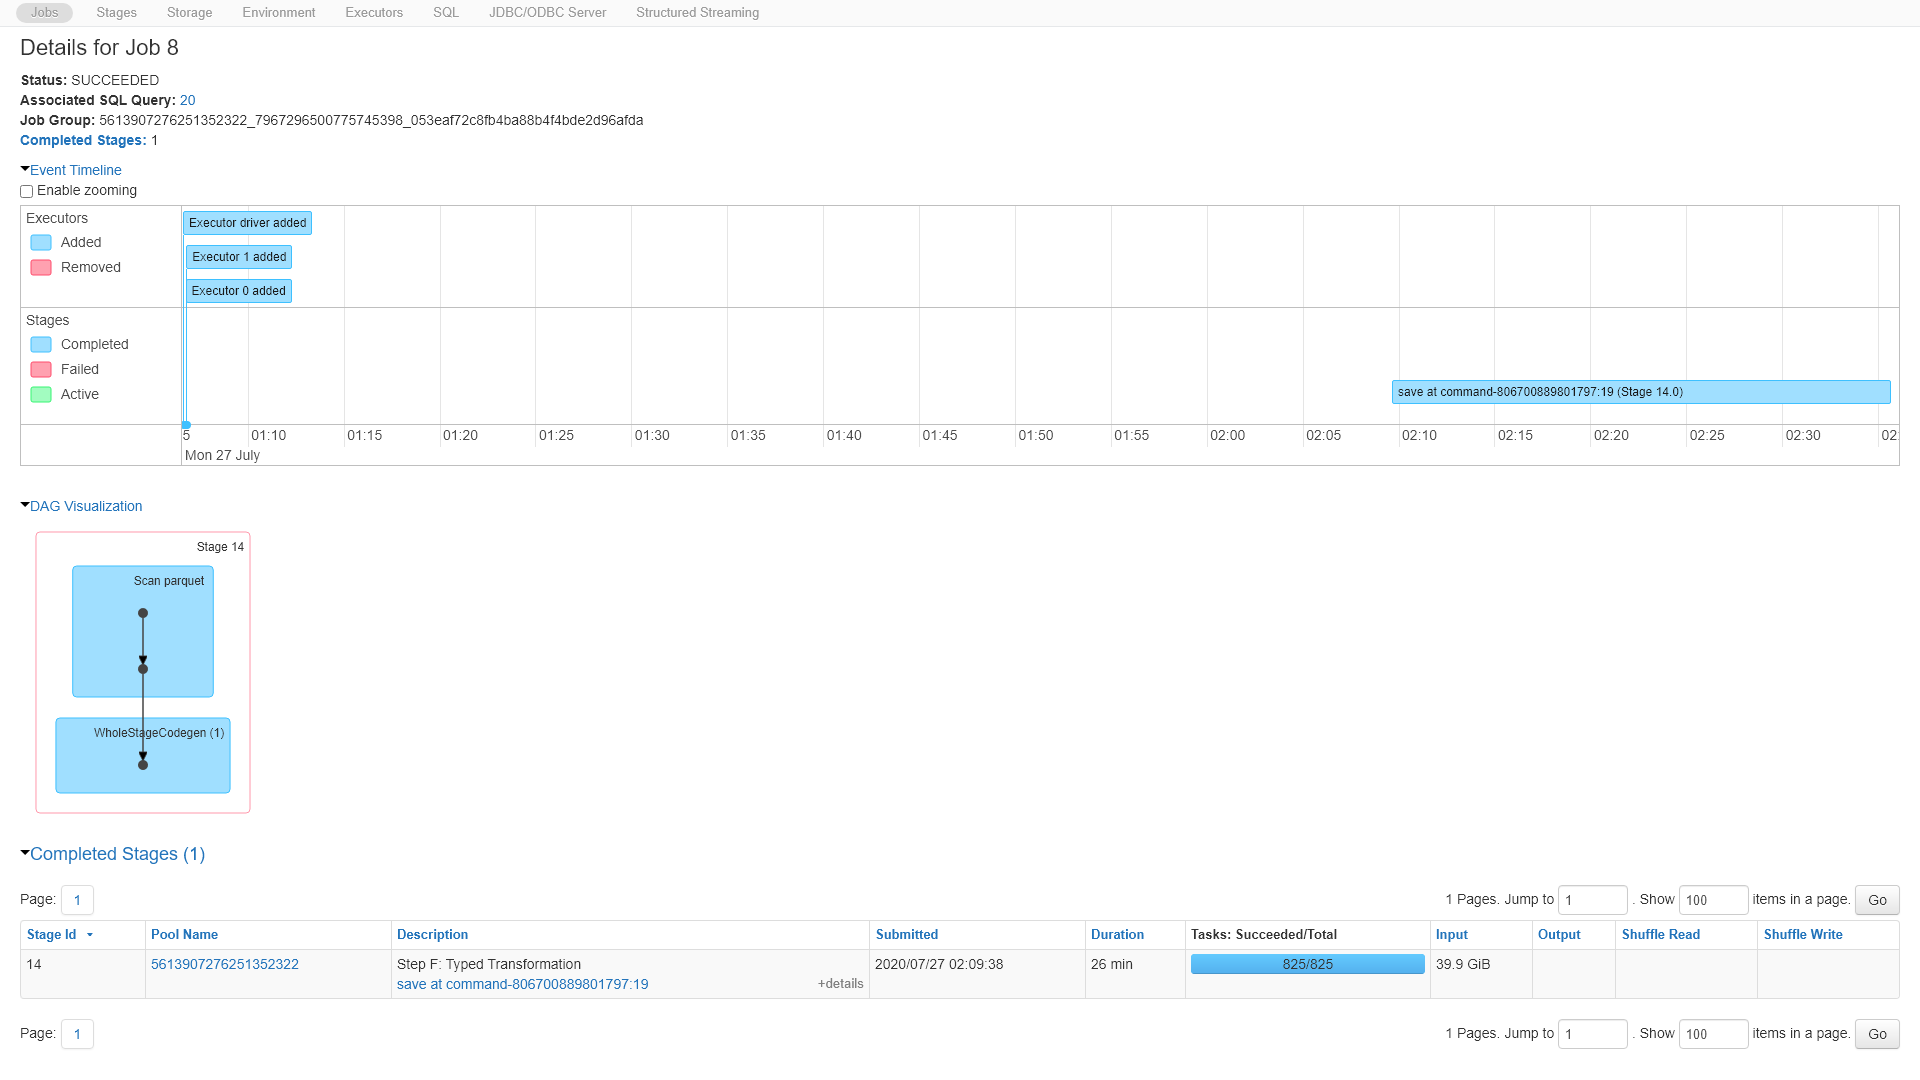 Jobs Stages Storage Environment Executors SQL JDBC/ODBC Server Structured Streaming
Details for Job 8
Status: SUCCEEDED
Associated SQL Query: 20
Job Group: 5613907276251352322_7967296500775745398_053eaf72c8fb4ba88b4f4bde2d96afda
Completed Stages: 1
Event Timeline
Enable zooming
Executors
Added
Removed
Executor driver added
Executor 1 added
Executor 0 added
Stages
Completed
Failed
Active
save at command-806700889801797:19 (Stage 14.0)
5 01:10 01:15 01:20 01:25 01:30 01:35 01:40 01:45 01:50 01:55 02:00 02:05 02:10 02:15 02:20 02:25 02:30 02:
Mon 27 July
DAG Visualization
Stage 14
Scan parquet
WholeStageCodegen (1)
Completed Stages (1)
Page: 1 1 Pages. Jump to 1 . Show 100 items in a page. Go
Stage Id Pool Name Description Submitted Duration Tasks: Succeeded/Total Input Output Shuffle Read Shuffle Write
14 5613907276251352322 Step F: Typed Transformation 2020/07/27 02:09:38 26 min 825/825 39.9 GiB
save at command-806700889801797:19 +details
Page: 1 1 Pages. Jump to 1 . Show 100 items in a page. Go